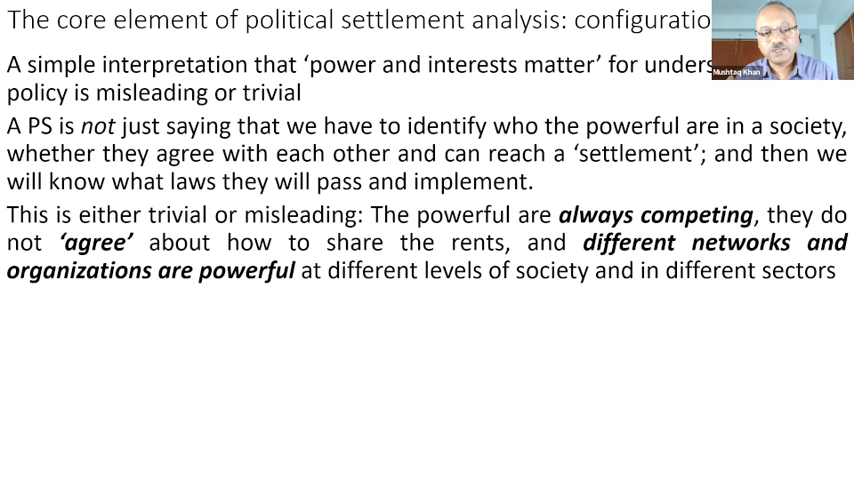 The core element of political settlement analysis: configuratio
A simple interpretation that ‘power and interests matter’ for unders
policy is misleading or trivial
A PS is not just saying that we have to identify who the powerful are in a society,
whether they agree with each other and can reach a ‘settlement’; and then we
will know what laws they will pass and implement.
This is either trivial or misleading: The powerful are always competing, they do
not ‘agree’ about how to share the rents, and different networks and
organizations are powerful at different levels of society and in different sectors
Mushtaq Khan